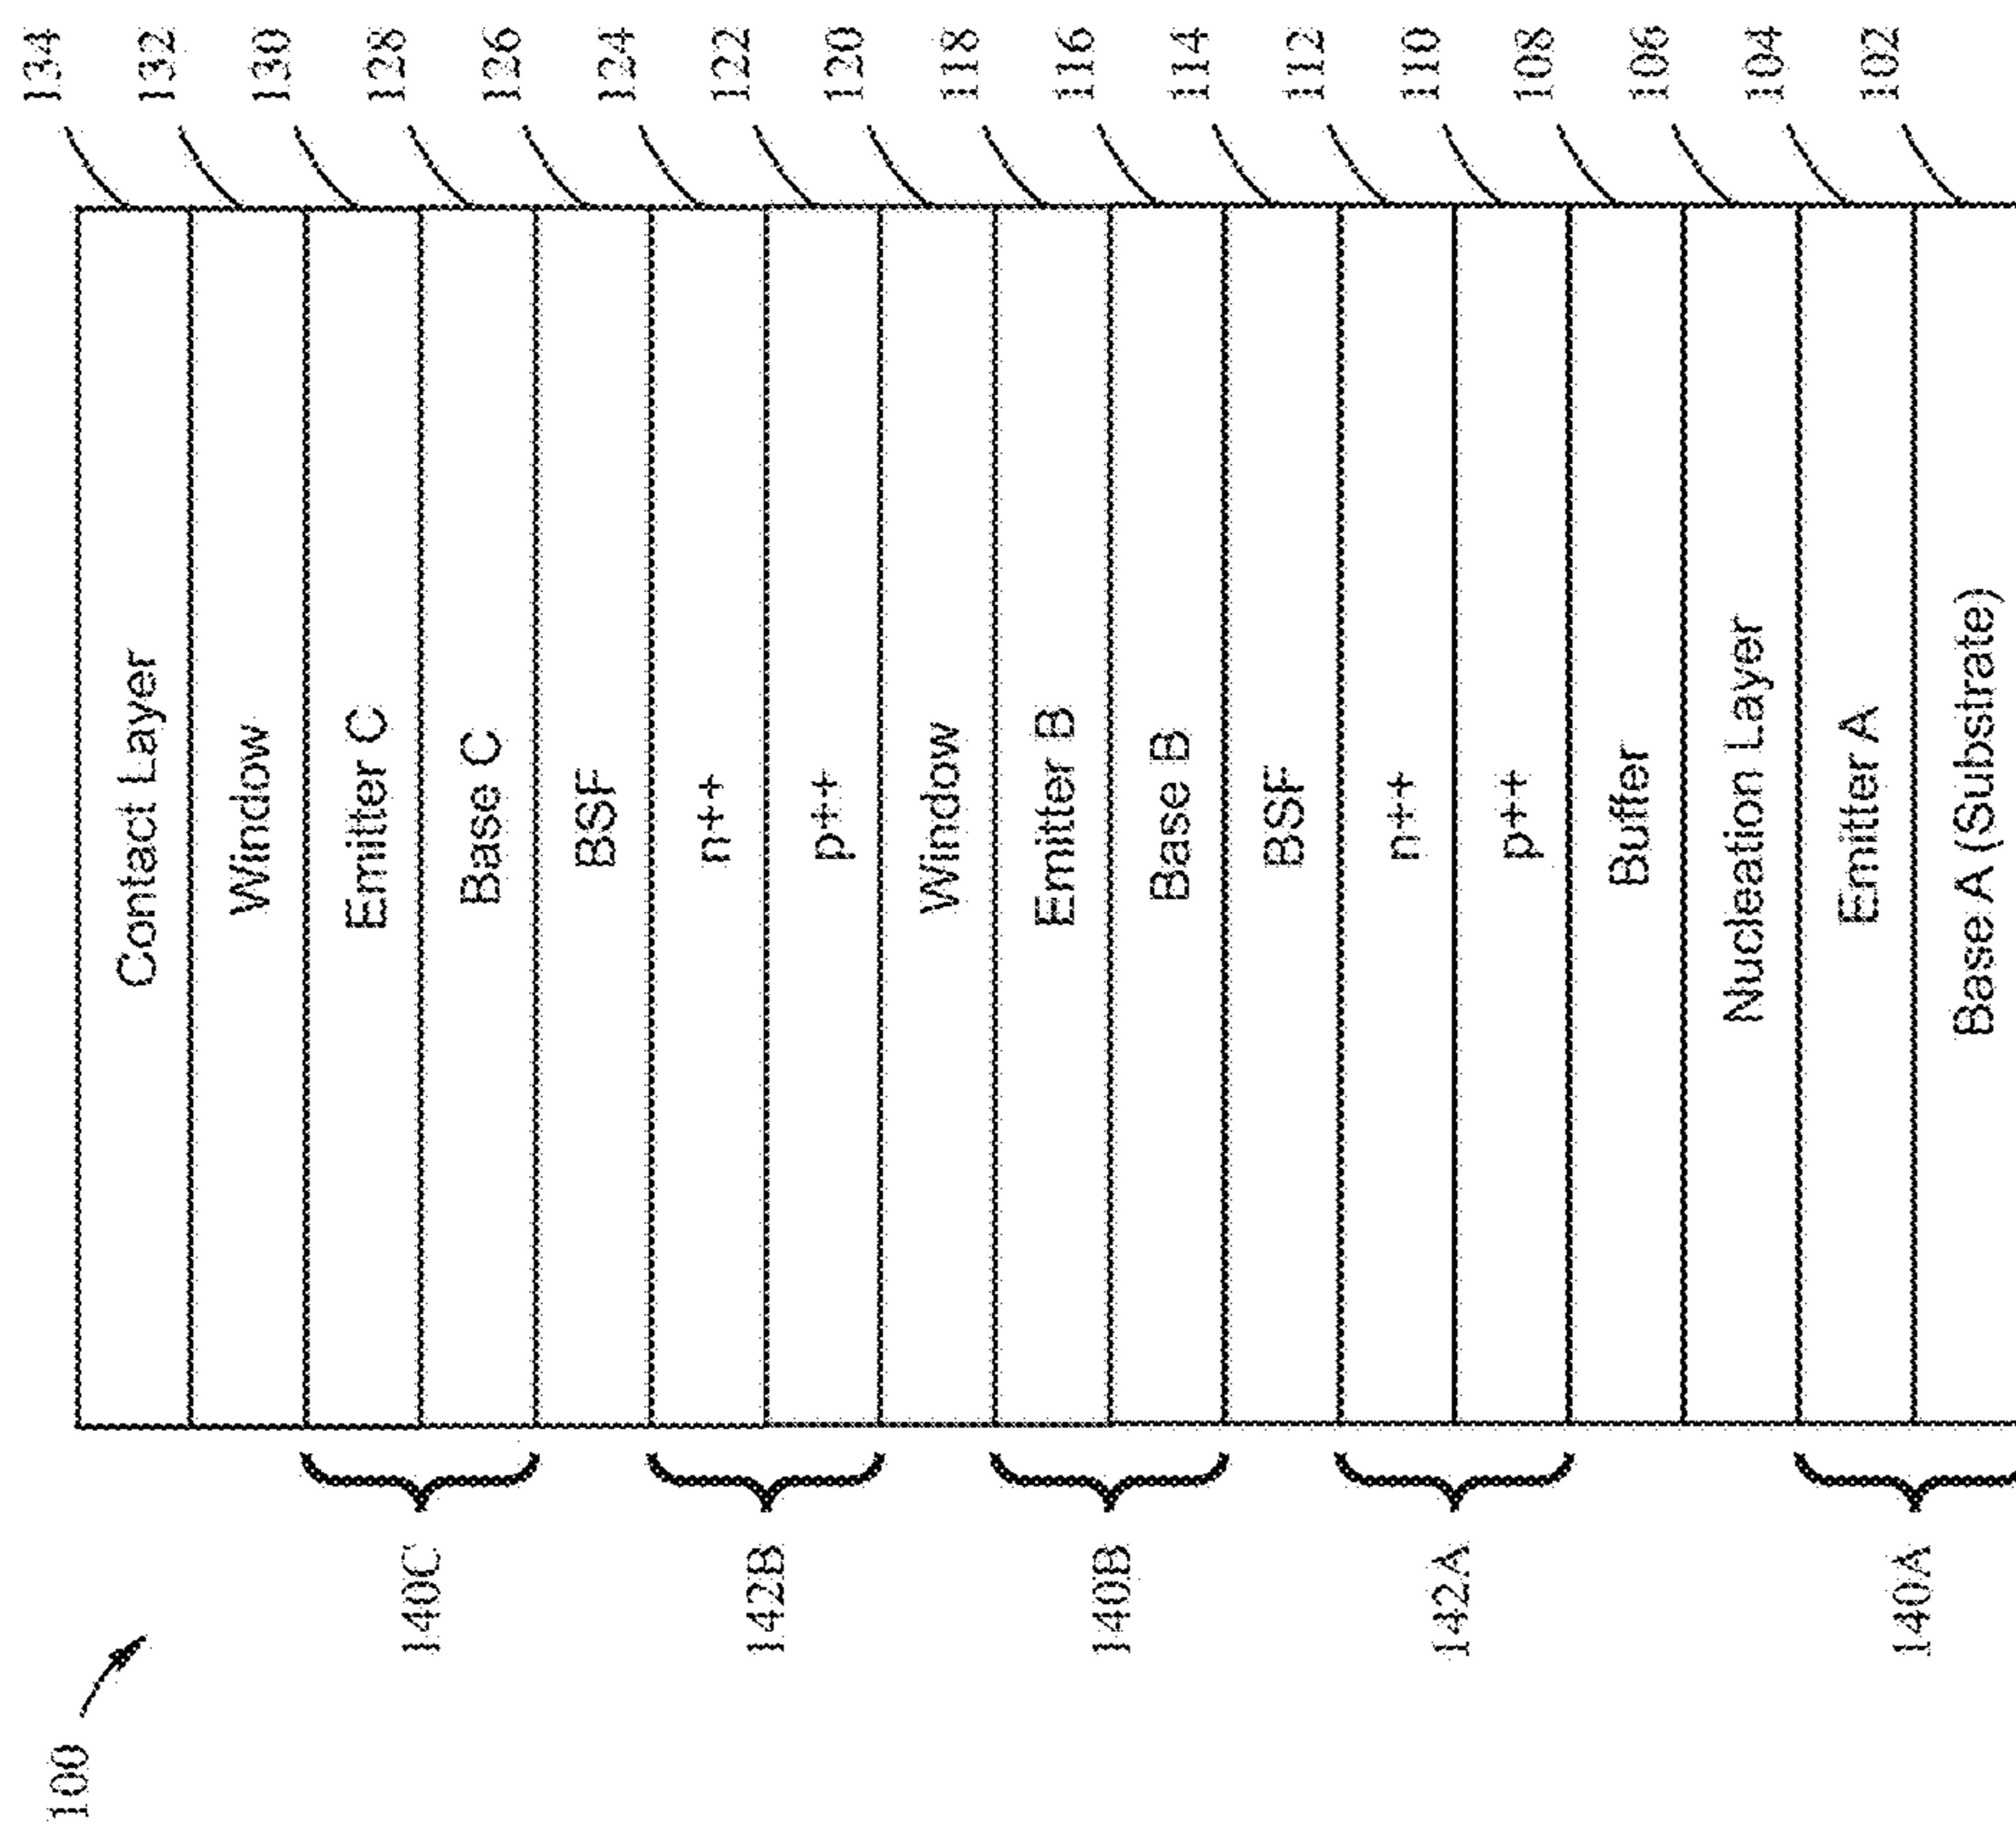 100
134
132
130
128
126
124
122
120
118
116
114
112
110
108
106
104
102
Contact Layer
Window
Emitter C
Base C
BSF
n++
p++
Window
Emitter B
Base B
BSF
n++
p++
Buffer
Nucleation Layer
Emitter A
Base A (Substrate)
140C
142B
140B
142A
140A